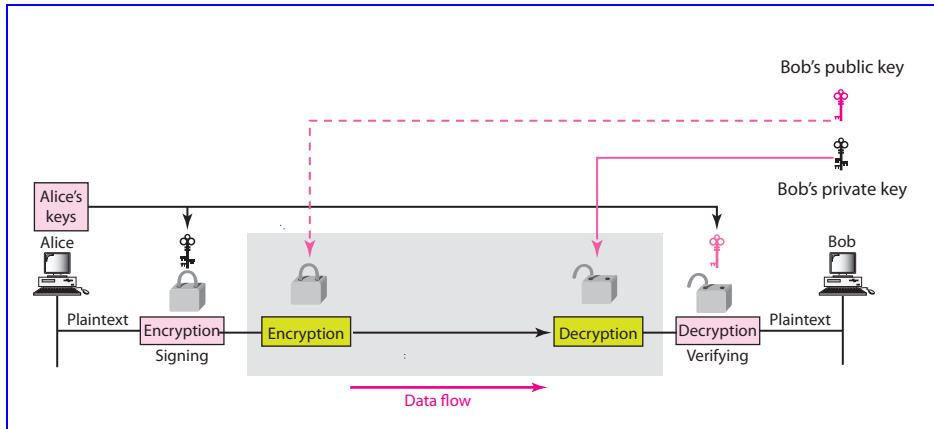 Bob's public key
Bob's private key
Alice's
keys
Alice
Bob
Plaintext
Encryption
Encryption
Decryption
Decryption
Plaintext
Signing
Verifying
Data flow